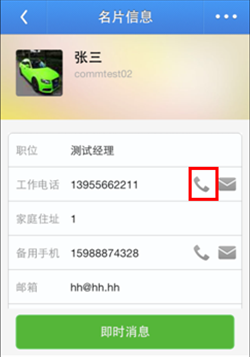 名片信息
张三
commtest02
职位 测试经理
工作电话 13955662211
家庭住址 1
备用手机 15988874328
邮箱 hh@hh.hh
即时消息